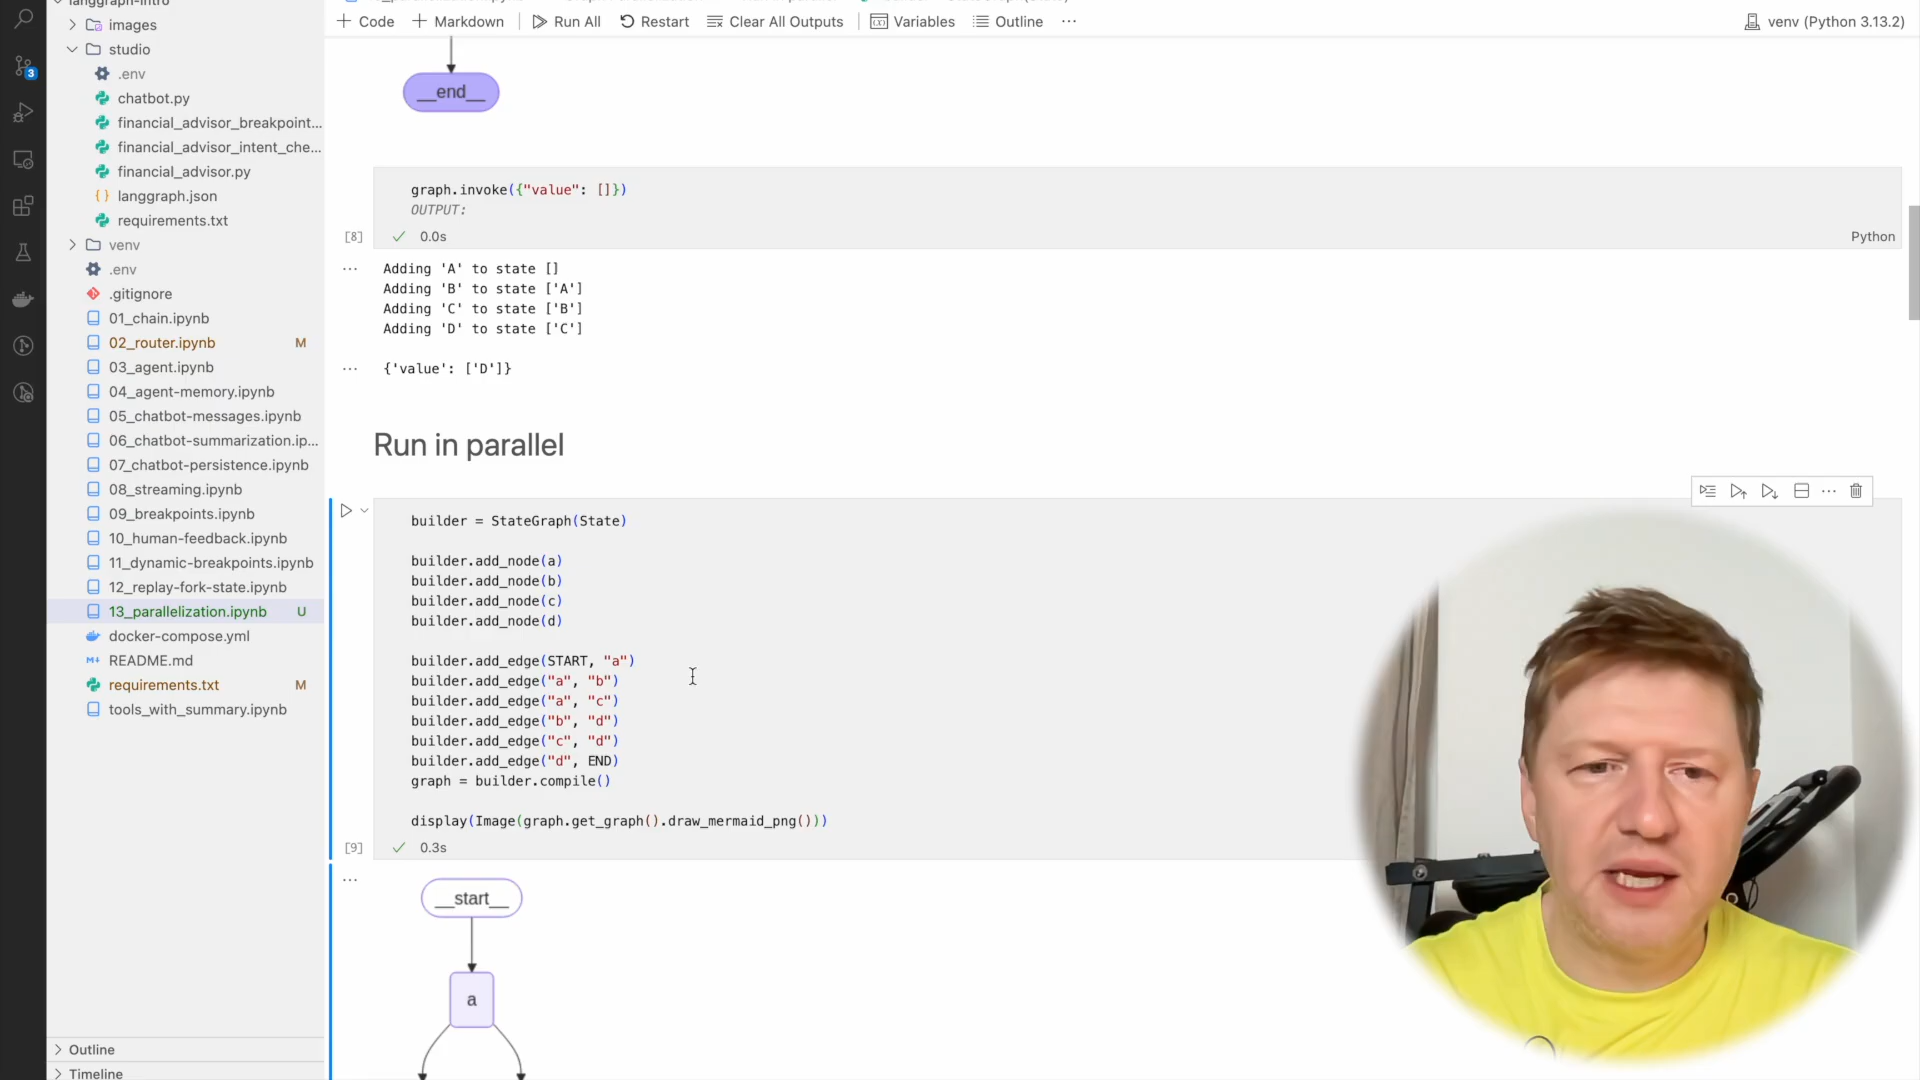 langgraph-intro
images
studio
.env
chatbot.py
financial_advisor_breakpoint...
financial_advisor_intent_che...
financial_advisor.py
langgraph.json
requirements.txt
venv
.env
.gitignore
01_chain.ipynb
02_router.ipynb M
03_agent.ipynb
04_agent-memory.ipynb
05_chatbot-messages.ipynb
06_chatbot-summarization.ip...
07_chatbot-persistence.ipynb
08_streaming.ipynb
09_breakpoints.ipynb
10_human-feedback.ipynb
11_dynamic-breakpoints.ipynb
12_replay-fork-state.ipynb
13_parallelization.ipynb U
docker-compose.yml
README.md
requirements.txt M
tools_with_summary.ipynb
Outline
Timeline
3
+ Code + Markdown Run All Restart Clear All Outputs Variables Outline ... venv (Python 3.13.2)
__end__
graph.invoke({"value": []})
OUTPUT:
[8] 0.0s Python
Adding 'A' to state []
Adding 'B' to state ['A']
Adding 'C' to state ['B']
Adding 'D' to state ['C']
{'value': ['D']}
Run in parallel
builder = StateGraph(State)
builder.add_node(a)
builder.add_node(b)
builder.add_node(c)
builder.add_node(d)
builder.add_edge(START, "a")
builder.add_edge("a", "b")
builder.add_edge("a", "c")
builder.add_edge("b", "d")
builder.add_edge("c", "d")
builder.add_edge("d", END)
graph = builder.compile()
display(Image(graph.get_graph().draw_mermaid_png()))
[9] 0.3s
__start__
a